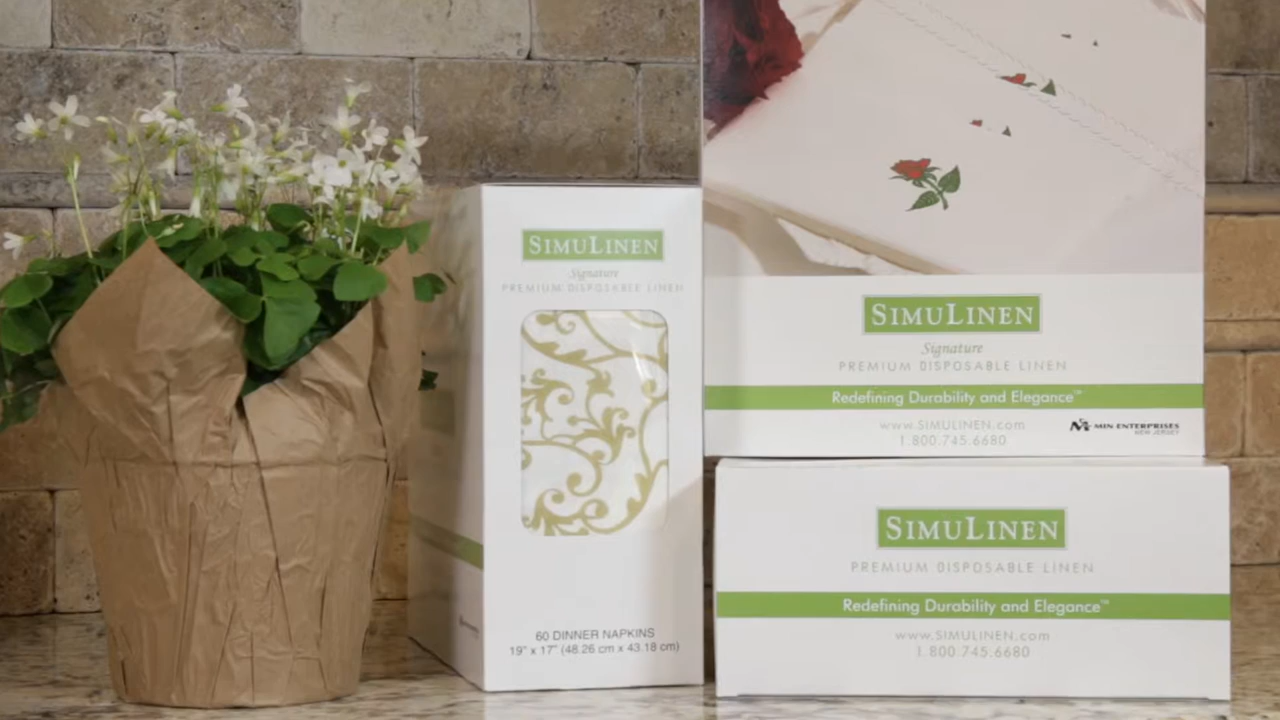 SIMULINEN
Signature
PREMIUM DISPOSABLE LINEN
60 DINNER NAPKINS
19" x 17" (48.26 cm x 43.18 cm)
SIMULINEN
Signature
PREMIUM DISPOSABLE LINEN
Redefining Durability and Elegance™
www.SIMULINEN.com
1.800.745.6680
MIN ENTERPRISES
NEW JERSEY
SIMULINEN
PREMIUM DISPOSABLE LINEN
Redefining Durability and Elegance™
www.SIMULINEN.com
1.800.745.6680